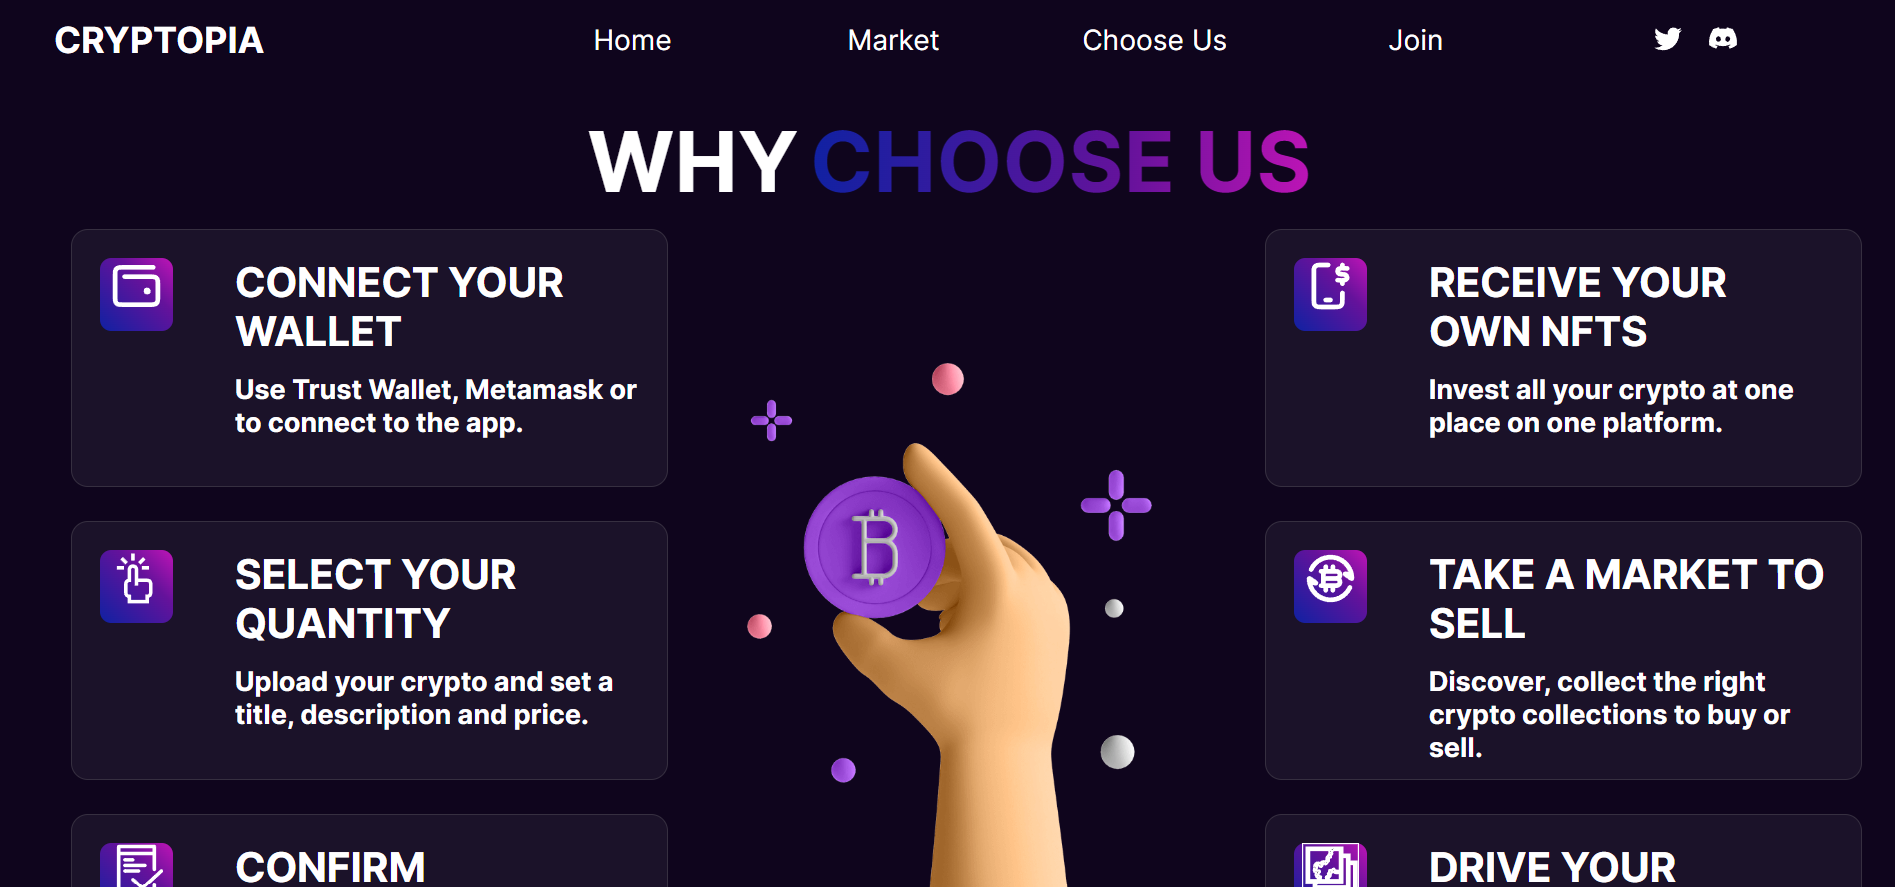 CRYPTOPIA
Home
Market
Choose Us
Join
WHY CHOOSE US
CONNECT YOUR
WALLET
Use Trust Wallet, Metamask or
to connect to the app.
SELECT YOUR
QUANTITY
Upload your crypto and set a
title, description and price.
CONFIRM
RECEIVE YOUR
OWN NFTS
Invest all your crypto at one
place on one platform.
TAKE A MARKET TO
SELL
Discover, collect the right
crypto collections to buy or
sell.
DRIVE YOUR